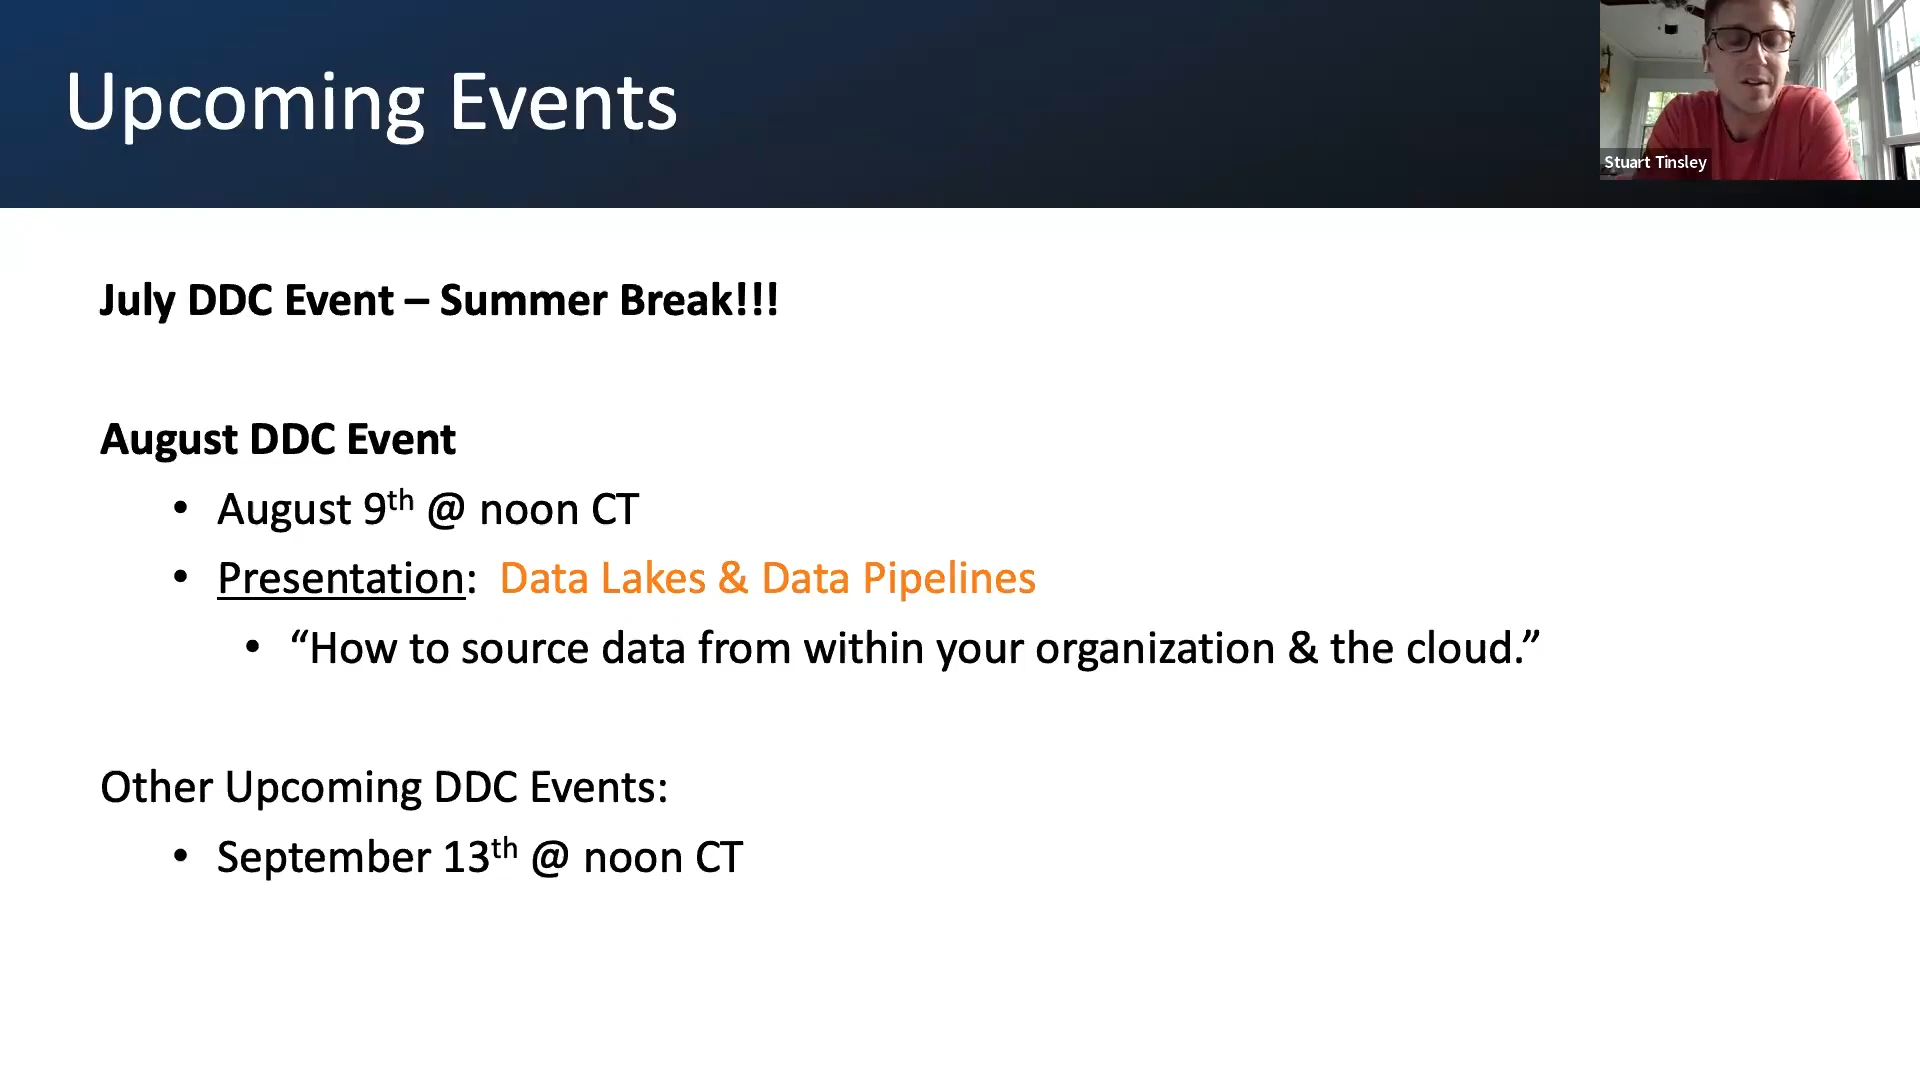 Upcoming Events
Stuart Tinsley
July DDC Event – Summer Break!!!
August DDC Event
• August 9th @ noon CT
• Presentation: Data Lakes & Data Pipelines
• “How to source data from within your organization & the cloud.”
Other Upcoming DDC Events:
• September 13th @ noon CT